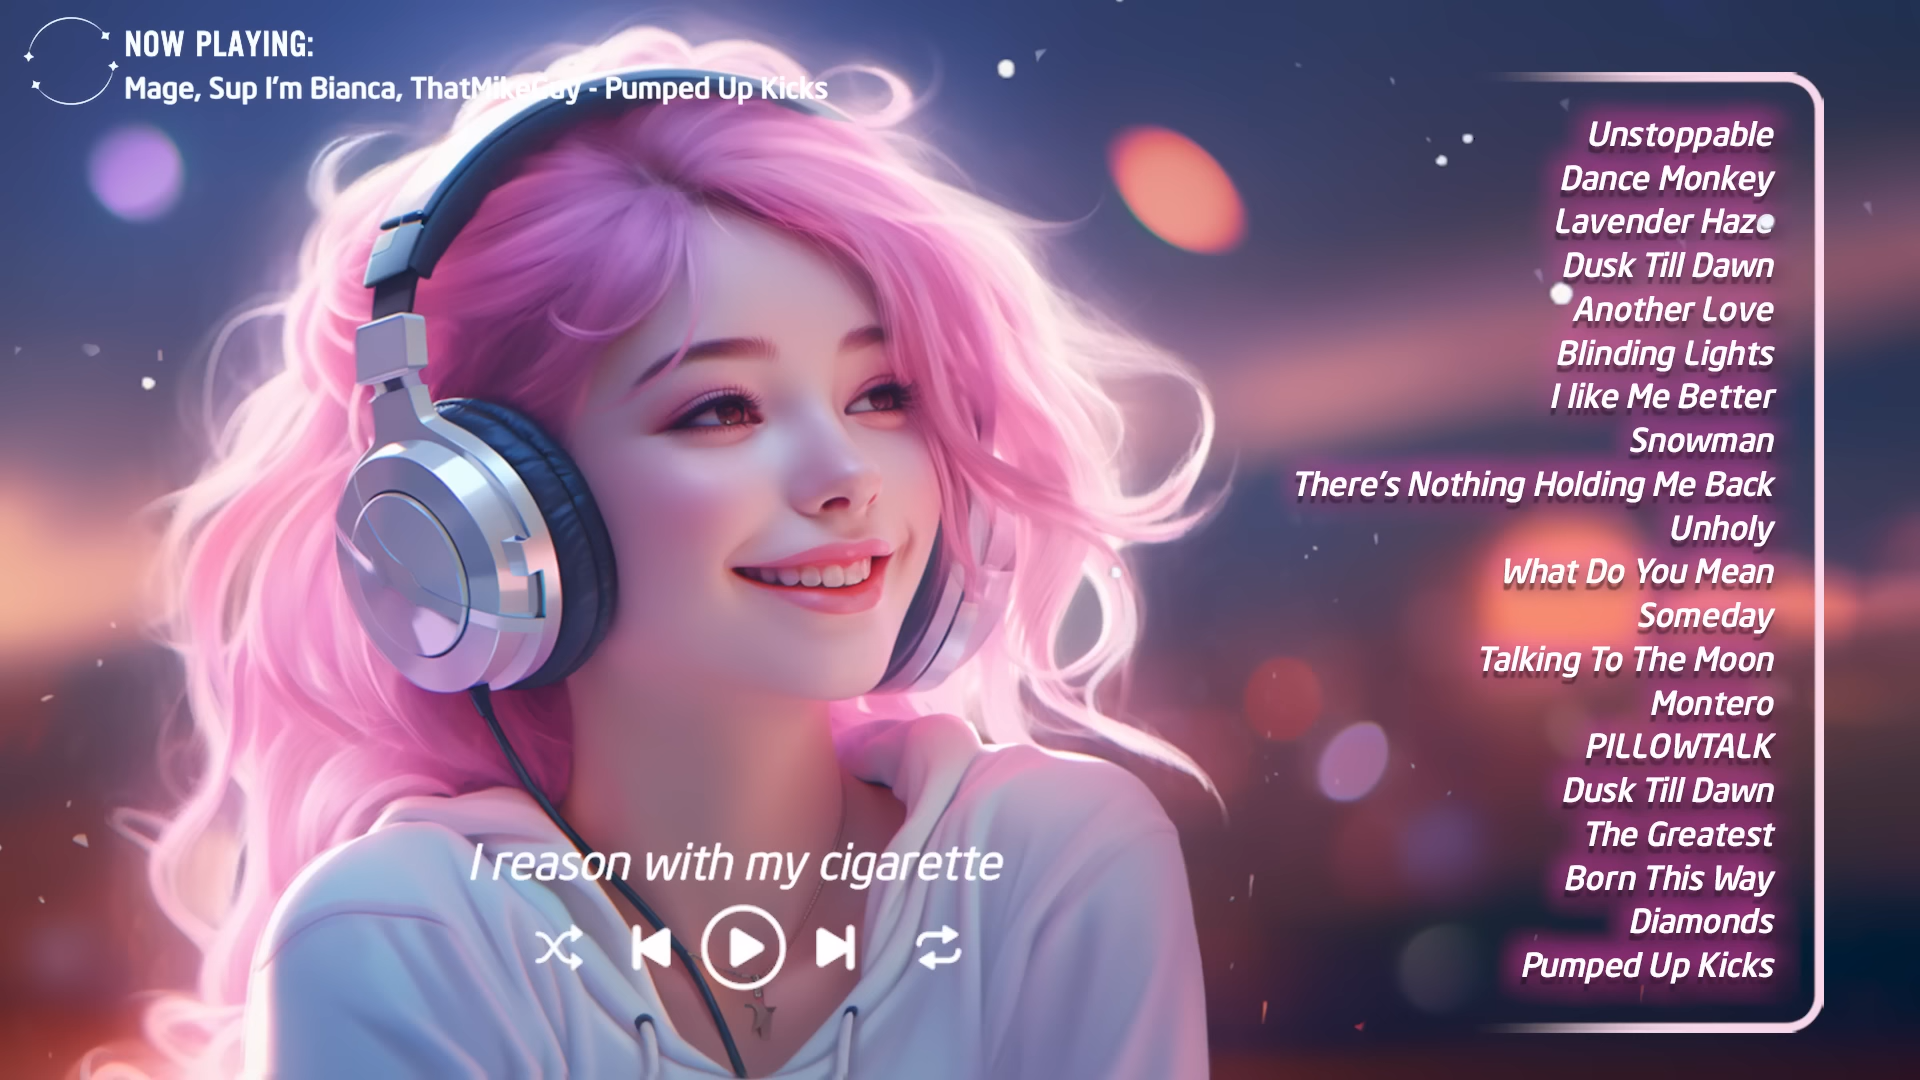 NOW PLAYING:
Mage, Sup I'm Bianca, ThatMikeGuy - Pumped Up Kicks
Unstoppable
Dance Monkey
Lavender Haze
Dusk Till Dawn
Another Love
Blinding Lights
I like Me Better
Snowman
There's Nothing Holding Me Back
Unholy
What Do You Mean
Someday
Talking To The Moon
Montero
PILLOWTALK
Dusk Till Dawn
The Greatest
Born This Way
Diamonds
Pumped Up Kicks
I reason with my cigarette